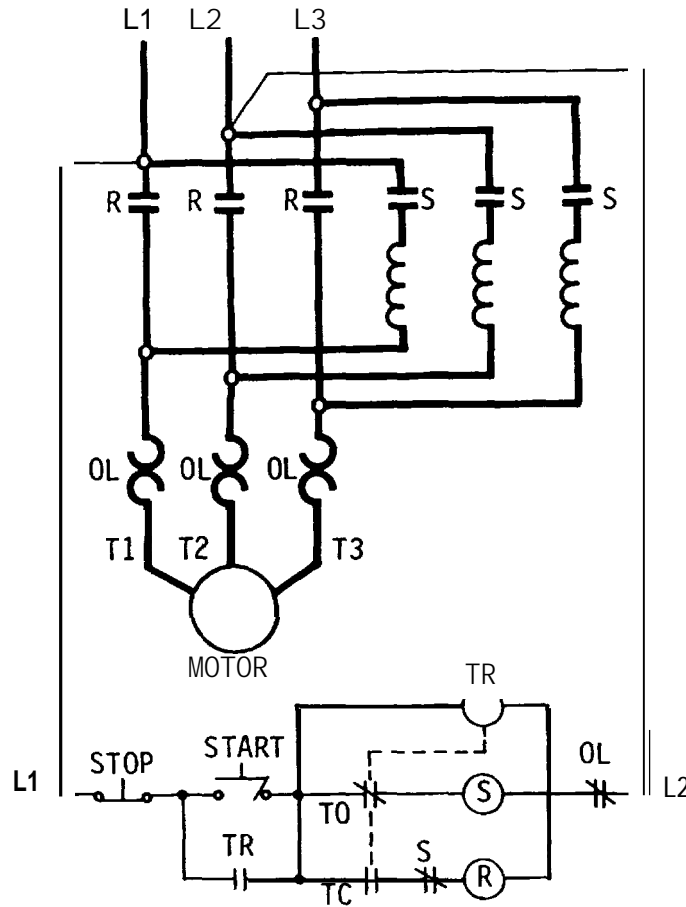 L1 L2 L3
R R R S S S
OL OL OL
T1 T2 T3
MOTOR
TR
L1 STOP START TO S OL L2
TR TC S R